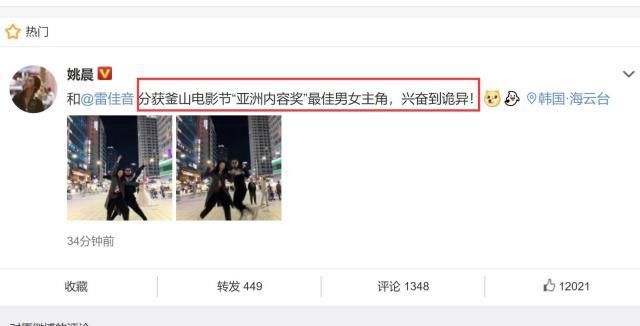 热门
姚晨
和@雷佳音 分获釜山电影节“亚洲内容奖”最佳男女主角，兴奋到诡异！ 韩国·海云台
34分钟前
收藏 转发 449 评论 1348 12021